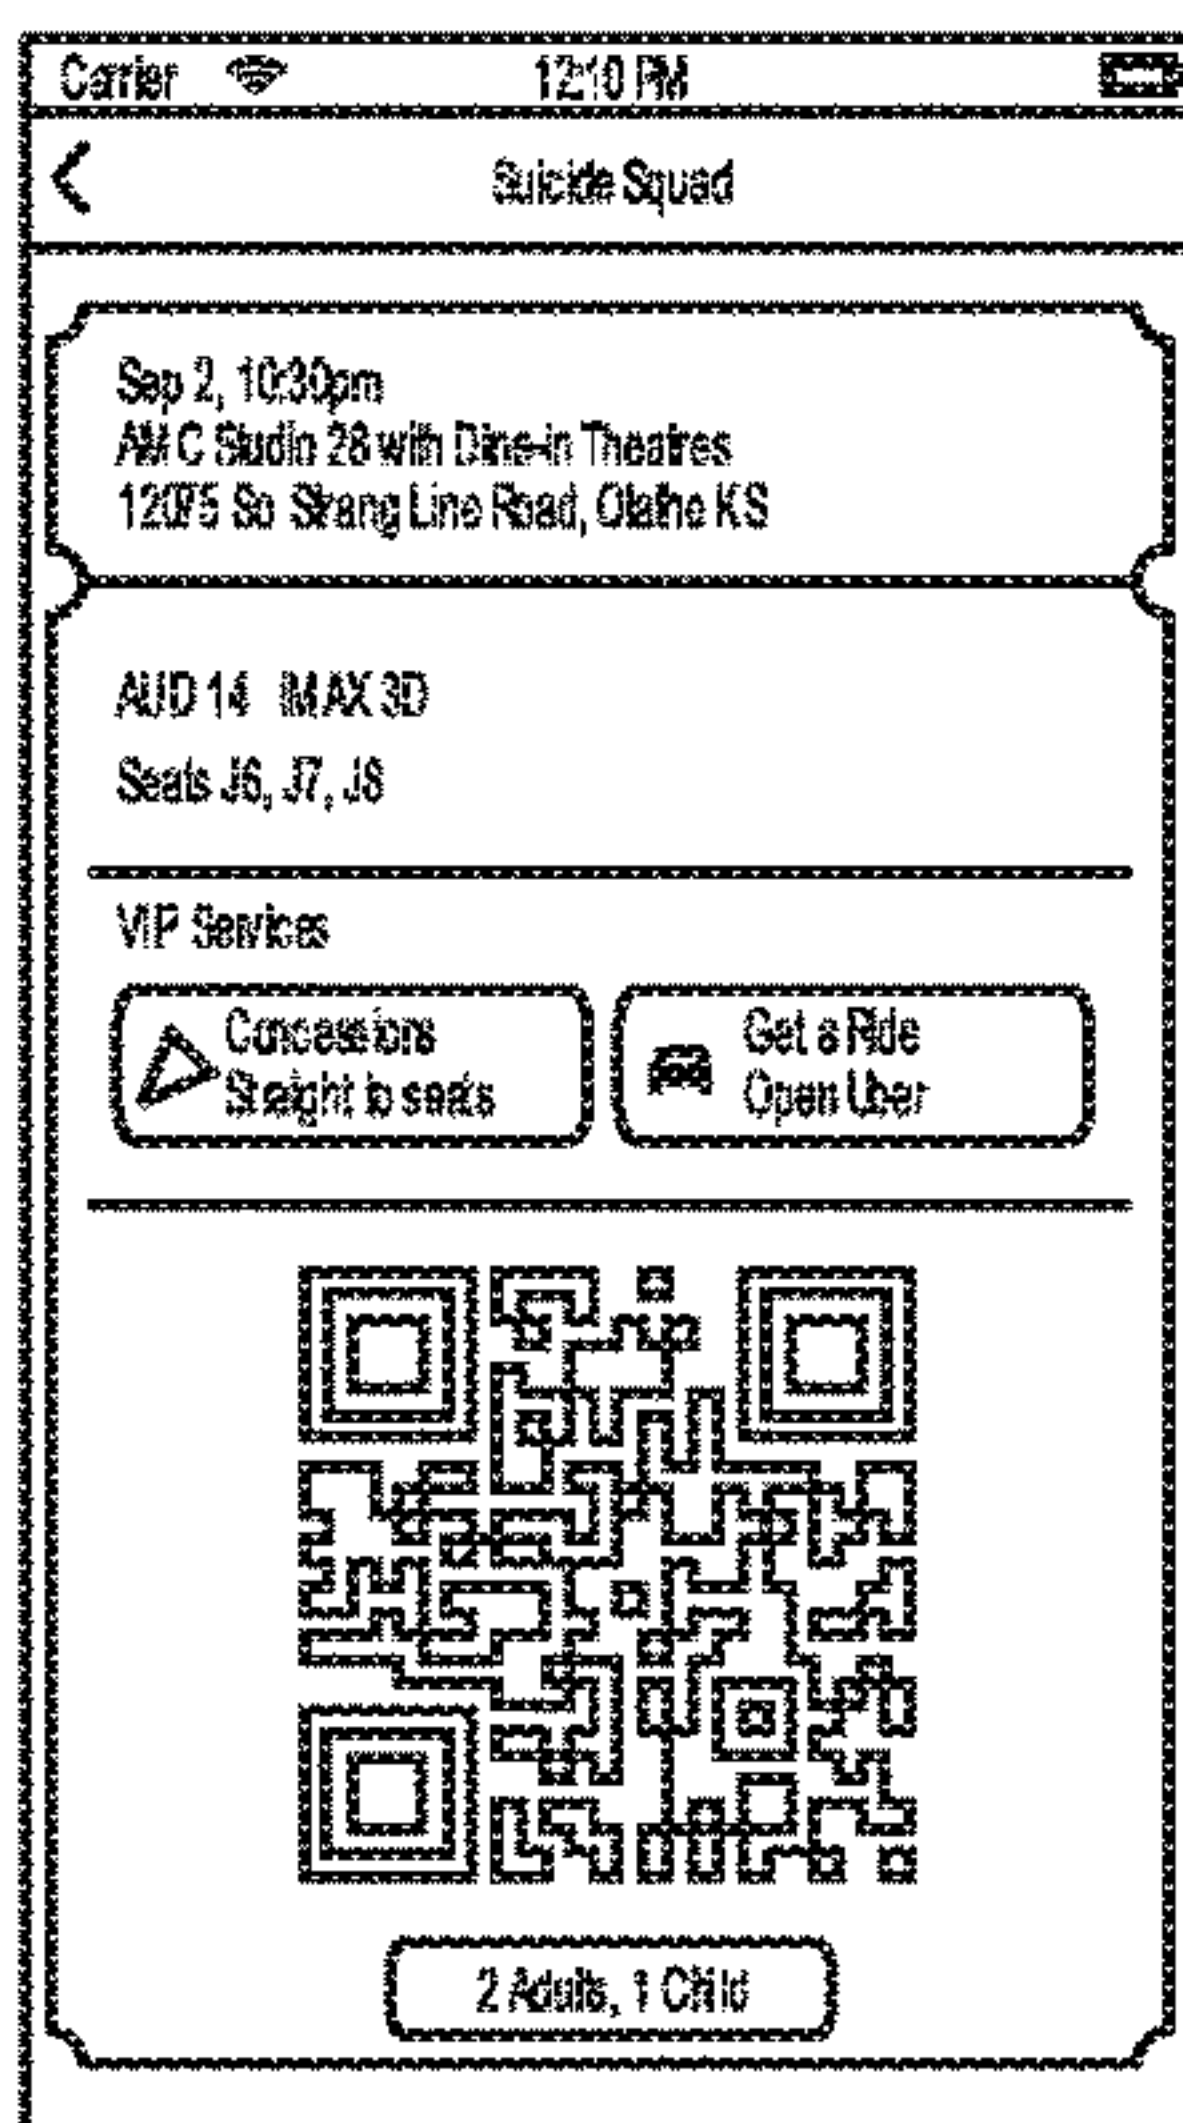 Carrier 12:10 PM
Suicide Squad
Sep 2, 10:30pm
AMC Studio 28 with Dine-in Theatres
12075 So Strang Line Road, Olathe KS
AUD 14 IMAX 3D
Seats J6, J7, J8
VIP Services
Concessions
Straight to seats
Get a Ride
Open Uber
2 Adults, 1 Child